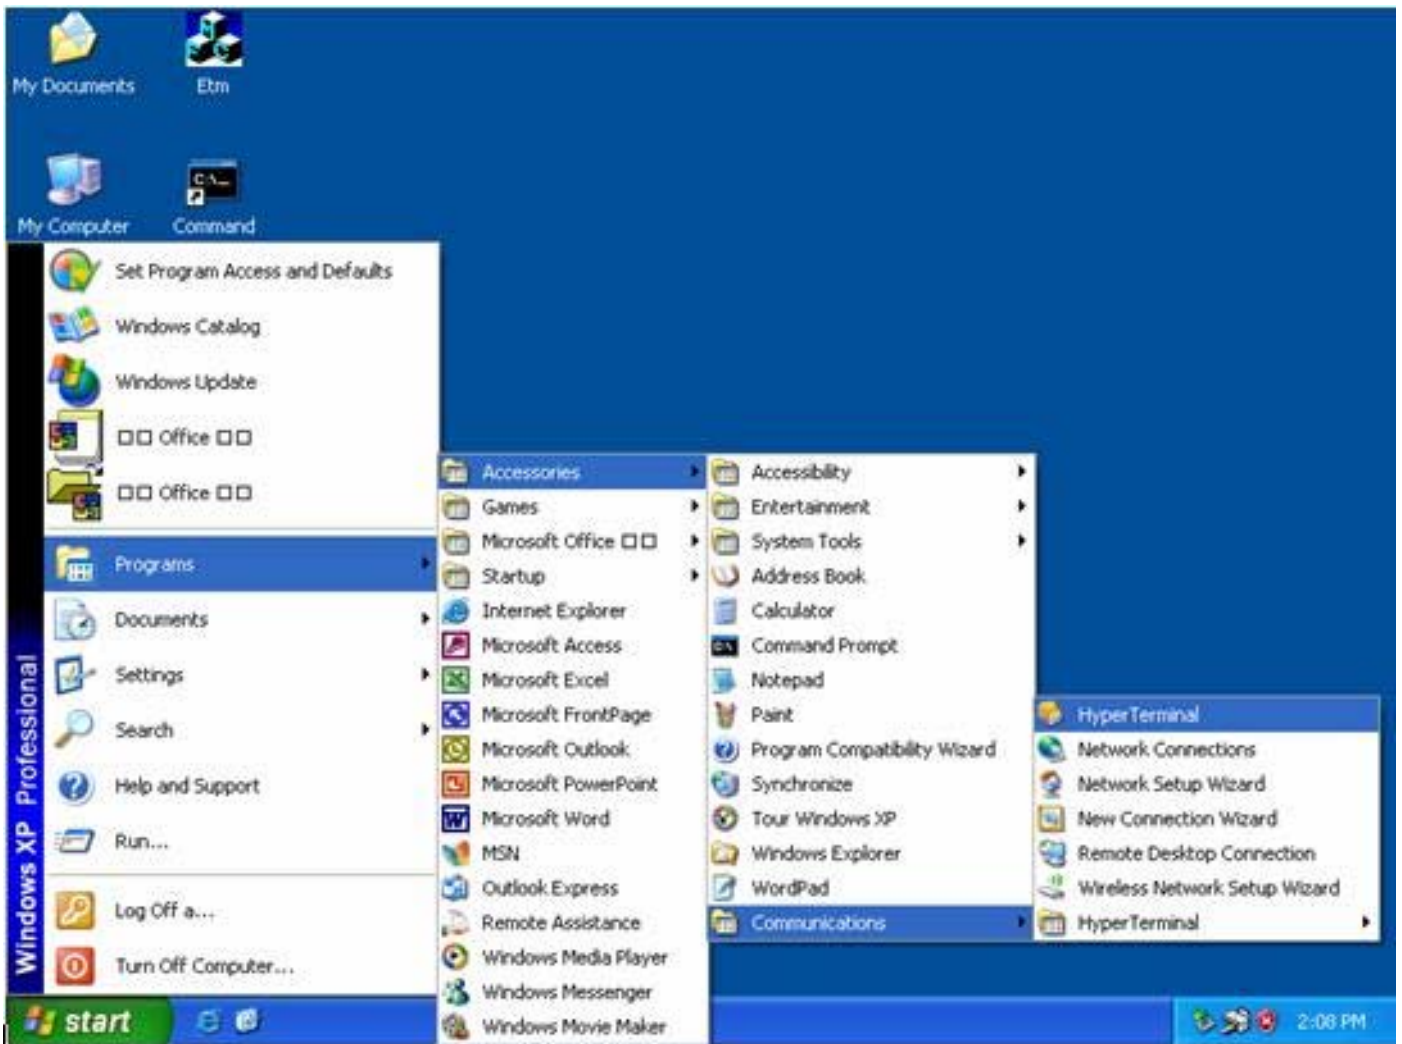 My Documents
Etm
My Computer
Command
C:\_
Windows XP Professional
Set Program Access and Defaults
Windows Catalog
Windows Update
□□ Office □□
□□ Office □□
Programs
Documents
Settings
Search
Help and Support
Run...
Log Off a...
Turn Off Computer...
Accessories
Games
Microsoft Office □□
Startup
Internet Explorer
Microsoft Access
Microsoft Excel
Microsoft FrontPage
Microsoft Outlook
Microsoft PowerPoint
Microsoft Word
MSN
Outlook Express
Remote Assistance
Windows Media Player
Windows Messenger
Windows Movie Maker
Accessibility
Entertainment
System Tools
Address Book
Calculator
Command Prompt
Notepad
Paint
Program Compatibility Wizard
Synchronize
Tour Windows XP
Windows Explorer
WordPad
Communications
HyperTerminal
Network Connections
Network Setup Wizard
New Connection Wizard
Remote Desktop Connection
Wireless Network Setup Wizard
HyperTerminal
start
2:08 PM